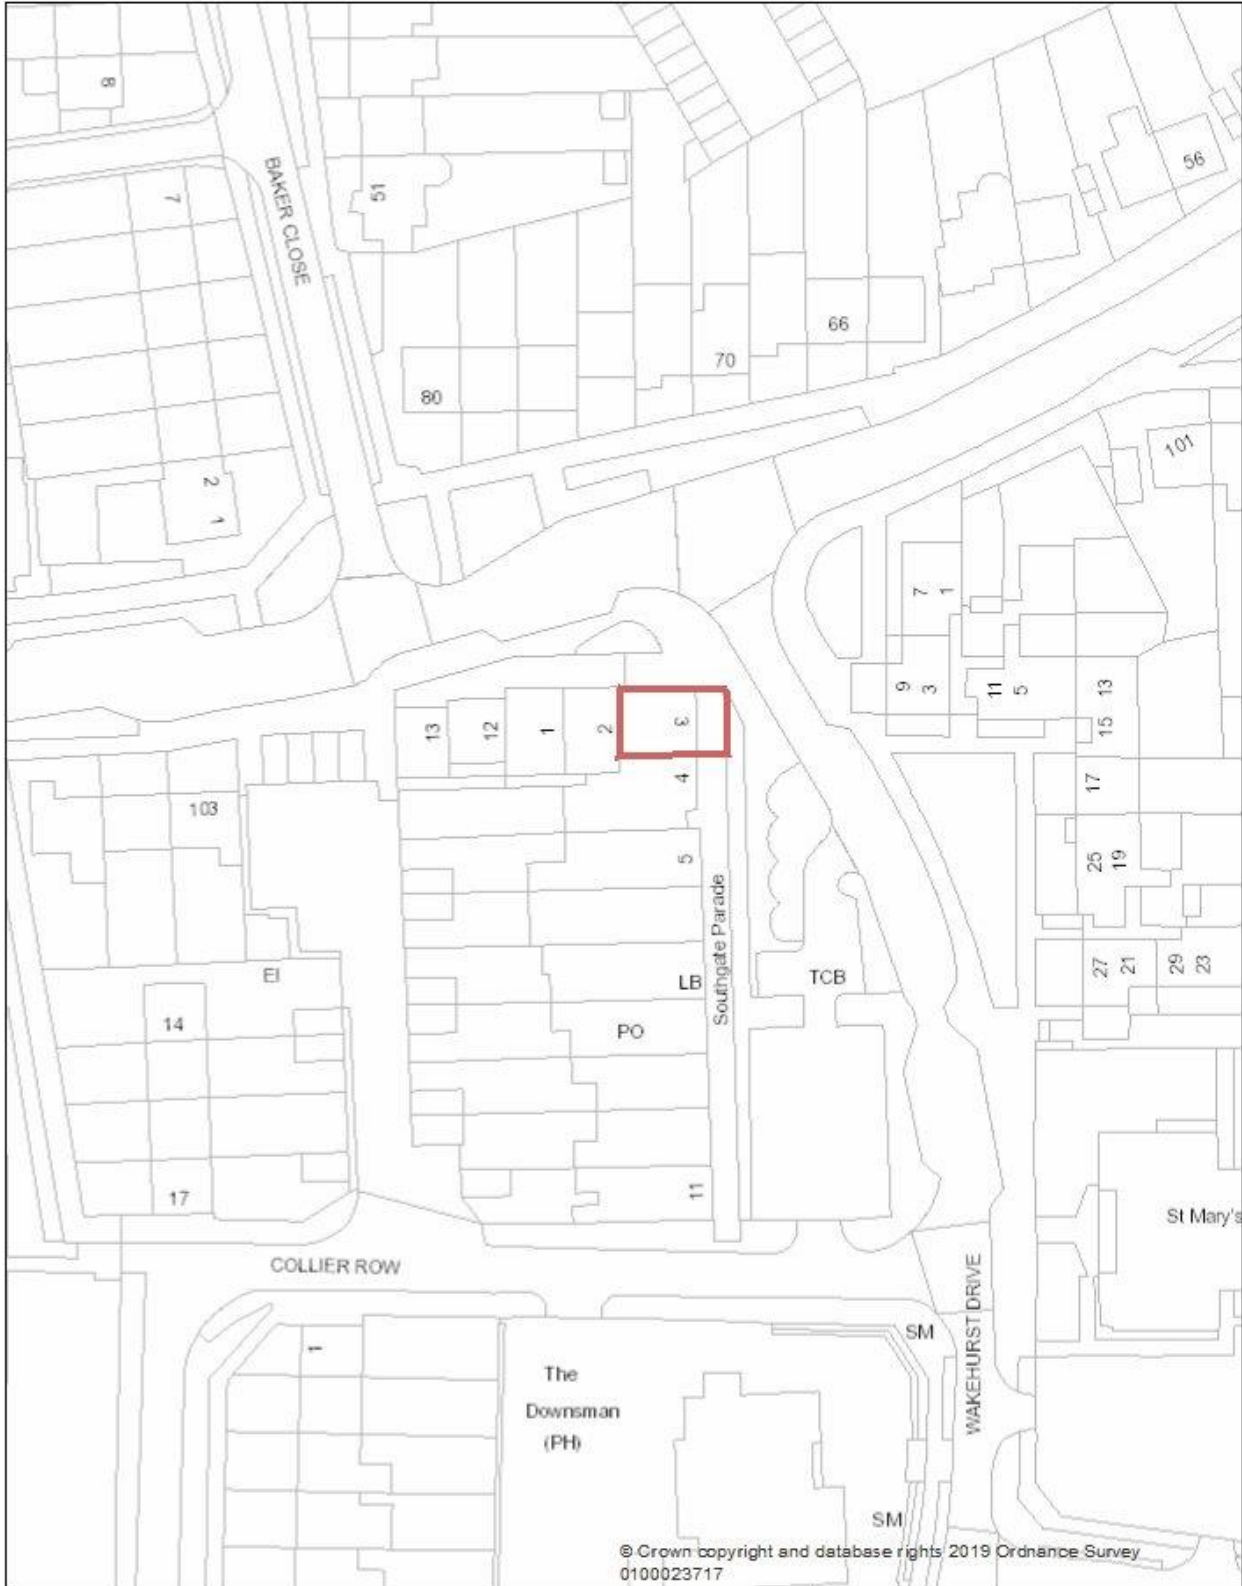 8
7
BAKER CLOSE
51
56
66
70
80
101
2
1
7
1
9
3
11
5
13
15
13
12
1
2
3
4
5
17
25
19
103
Southgate Parade
EI
LB
TCB
27
21
29
23
PO
14
17
11
St Mary's
COLLIER ROW
WAKEHURST DRIVE
SM
1
The
Downsman
(PH)
SM
© Crown copyright and database rights 2019 Ordnance Survey
0100023717